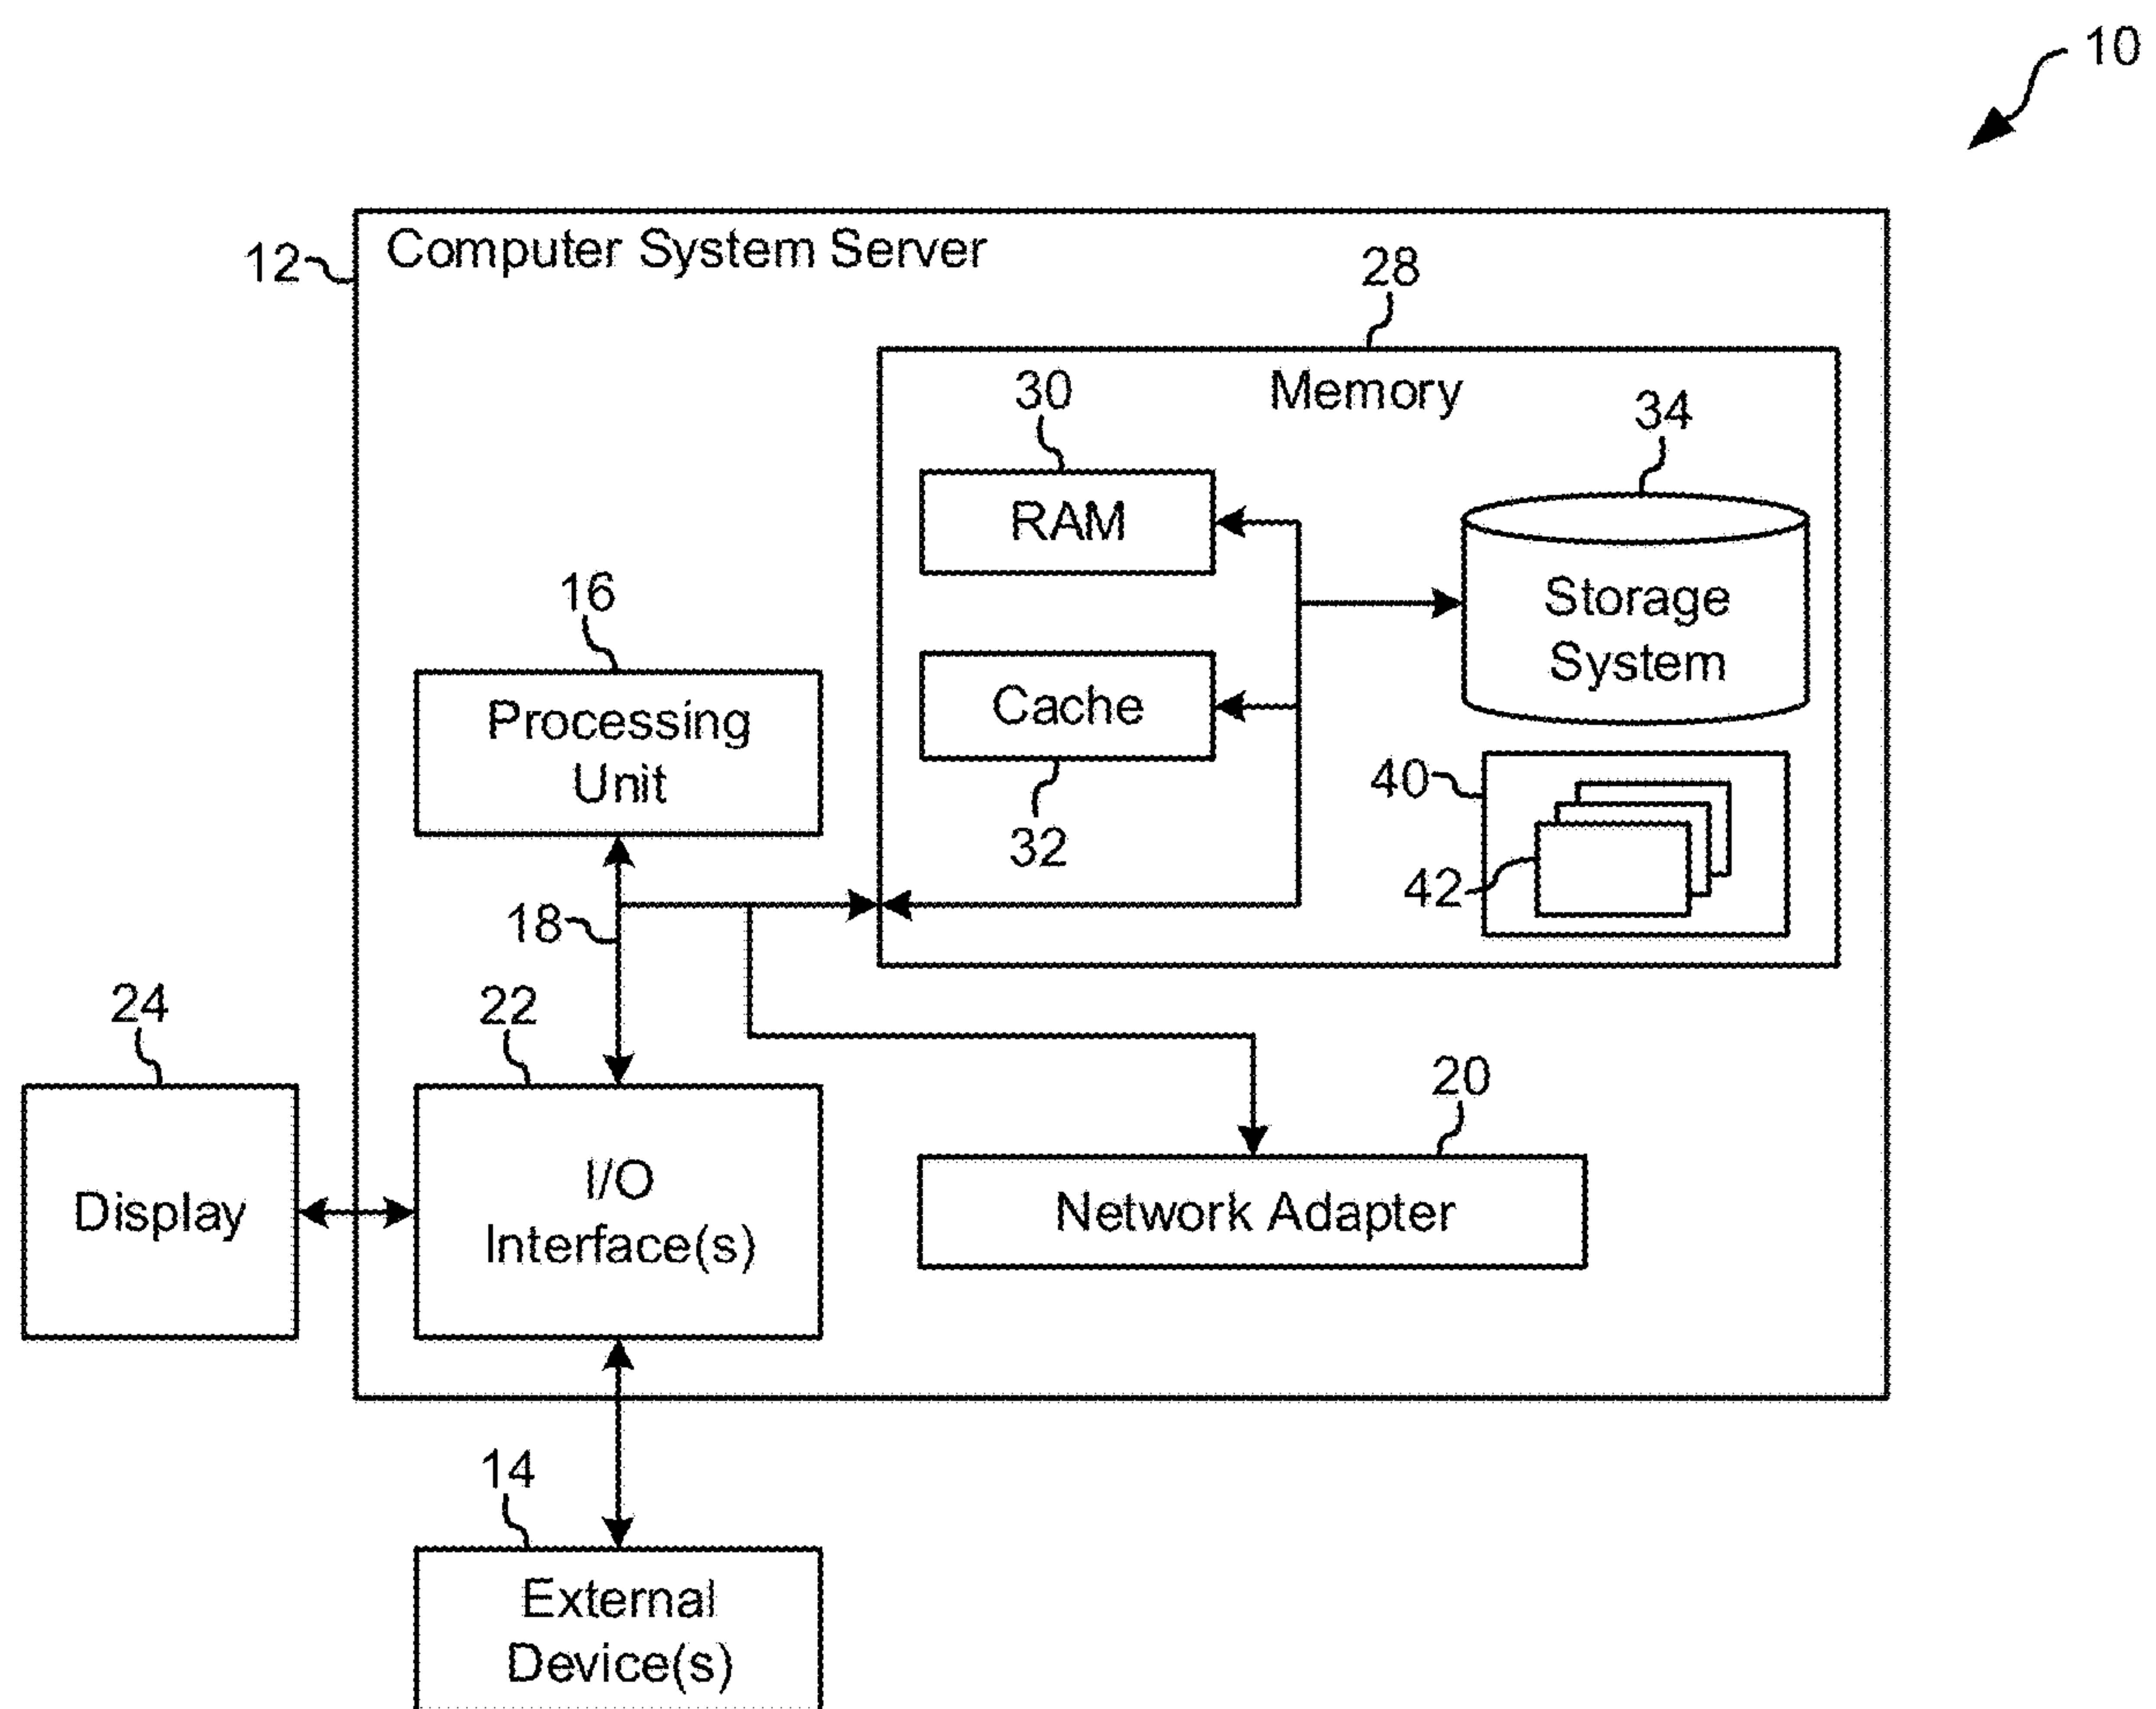 10
12
Computer System Server
28
Memory
30
34
RAM
Storage
System
16
Processing
Unit
Cache
32
40
42
18
24
22
20
Display
I/O
Interface(s)
Network Adapter
14
External
Device(s)